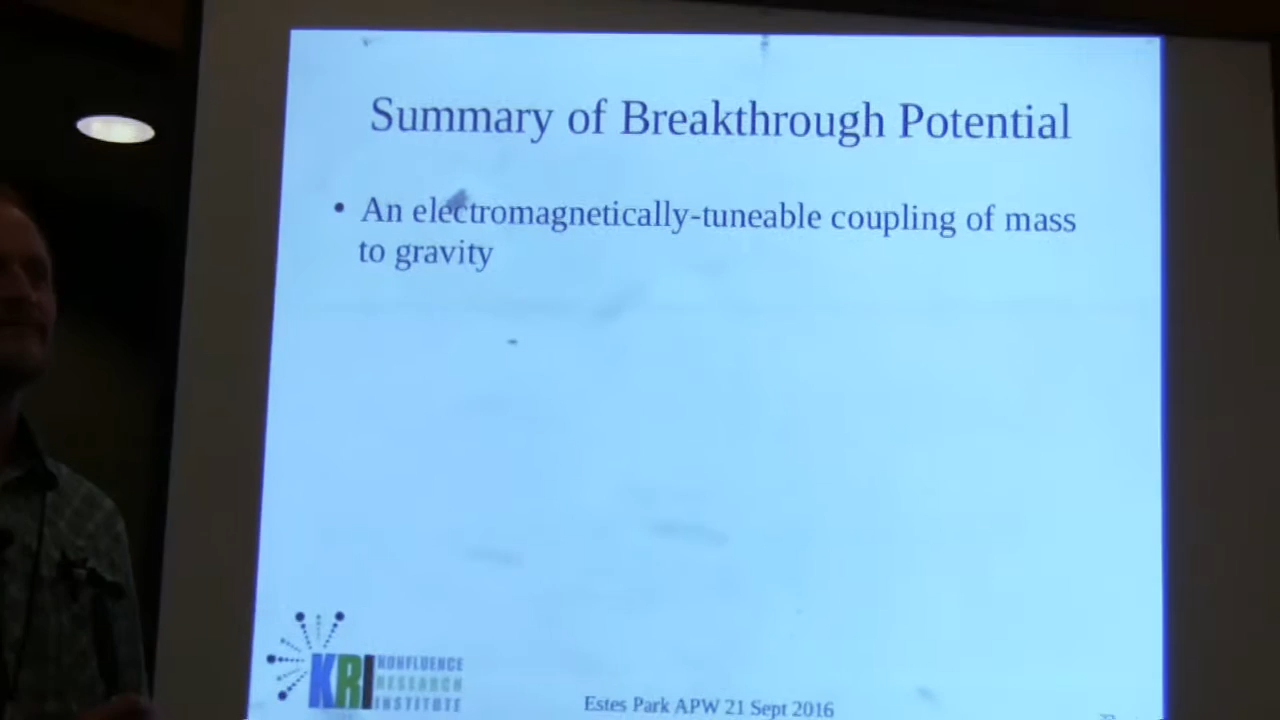 Summary of Breakthrough Potential
• An electromagnetically-tuneable coupling of mass
to gravity
KRI KONFLUENCE
RESEARCH
INSTITUTE
Estes Park APW 21 Sept 2016